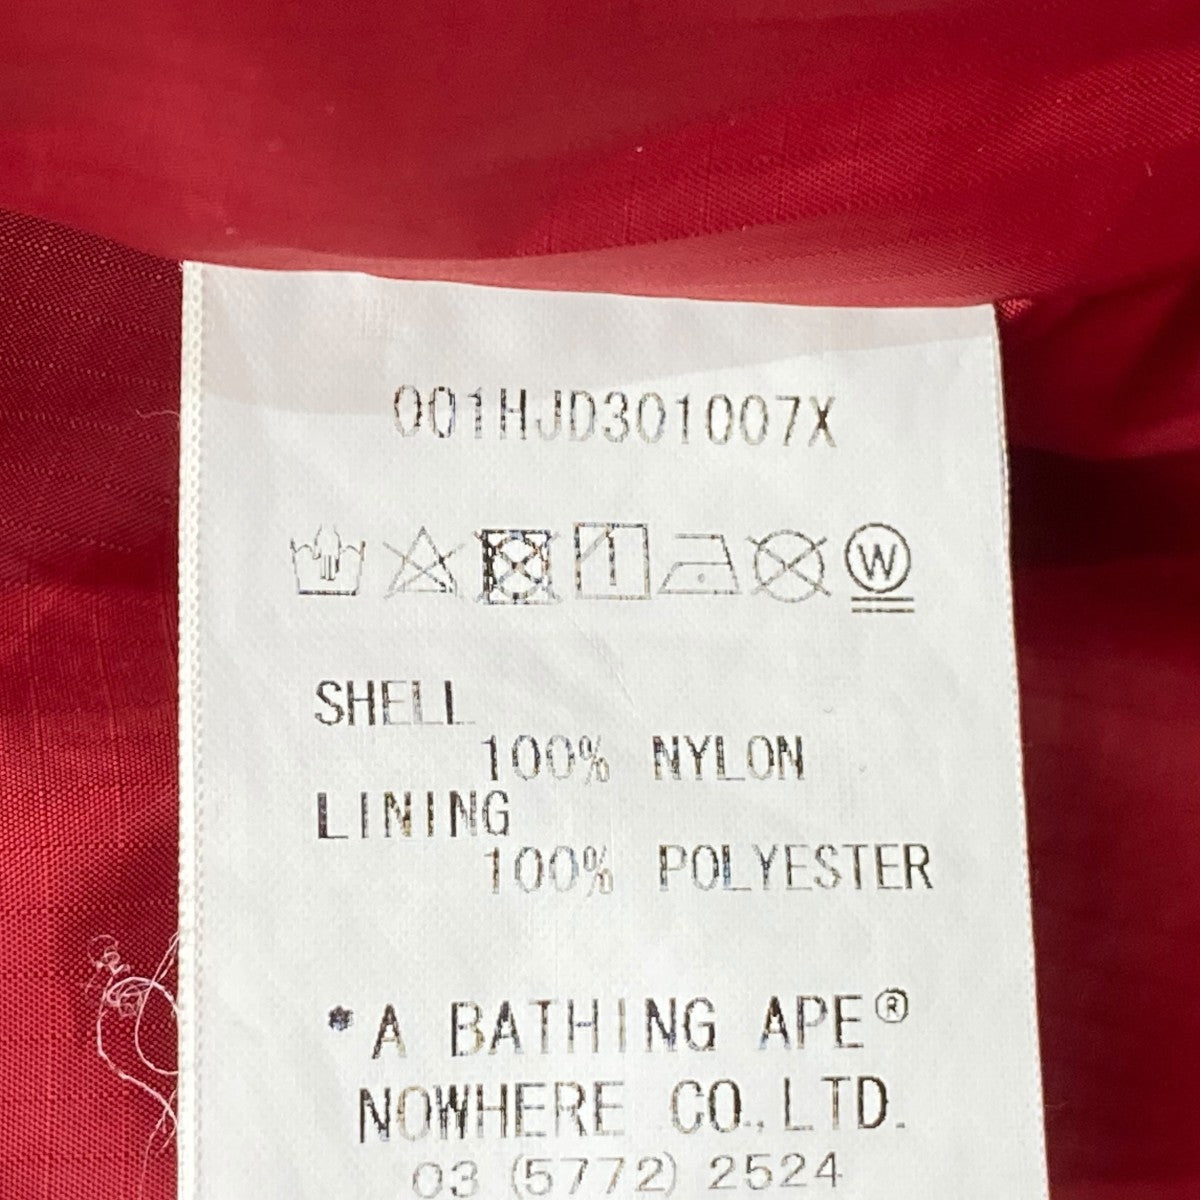 001HJD301007X
W
SHELL
100% NYLON
LINING
100% POLYESTER
*A BATHING APE®
NOWHERE CO., LTD.
03 (5772) 2524